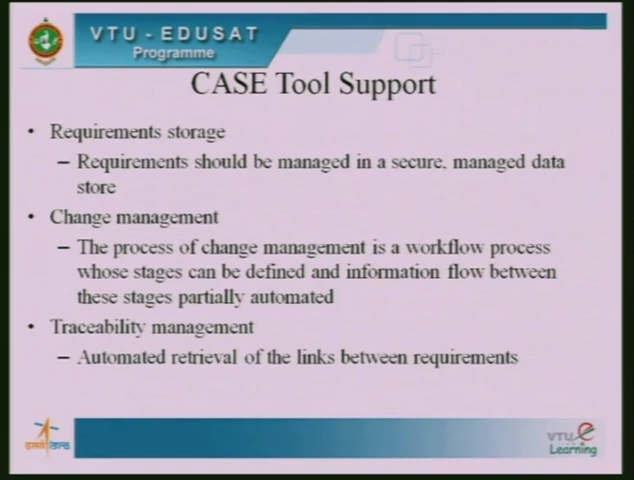 VTU - EDUSAT
Programme
CASE Tool Support
• Requirements storage
– Requirements should be managed in a secure, managed data
store
• Change management
– The process of change management is a workflow process
whose stages can be defined and information flow between
these stages partially automated
• Traceability management
– Automated retrieval of the links between requirements
VTU e
Learning